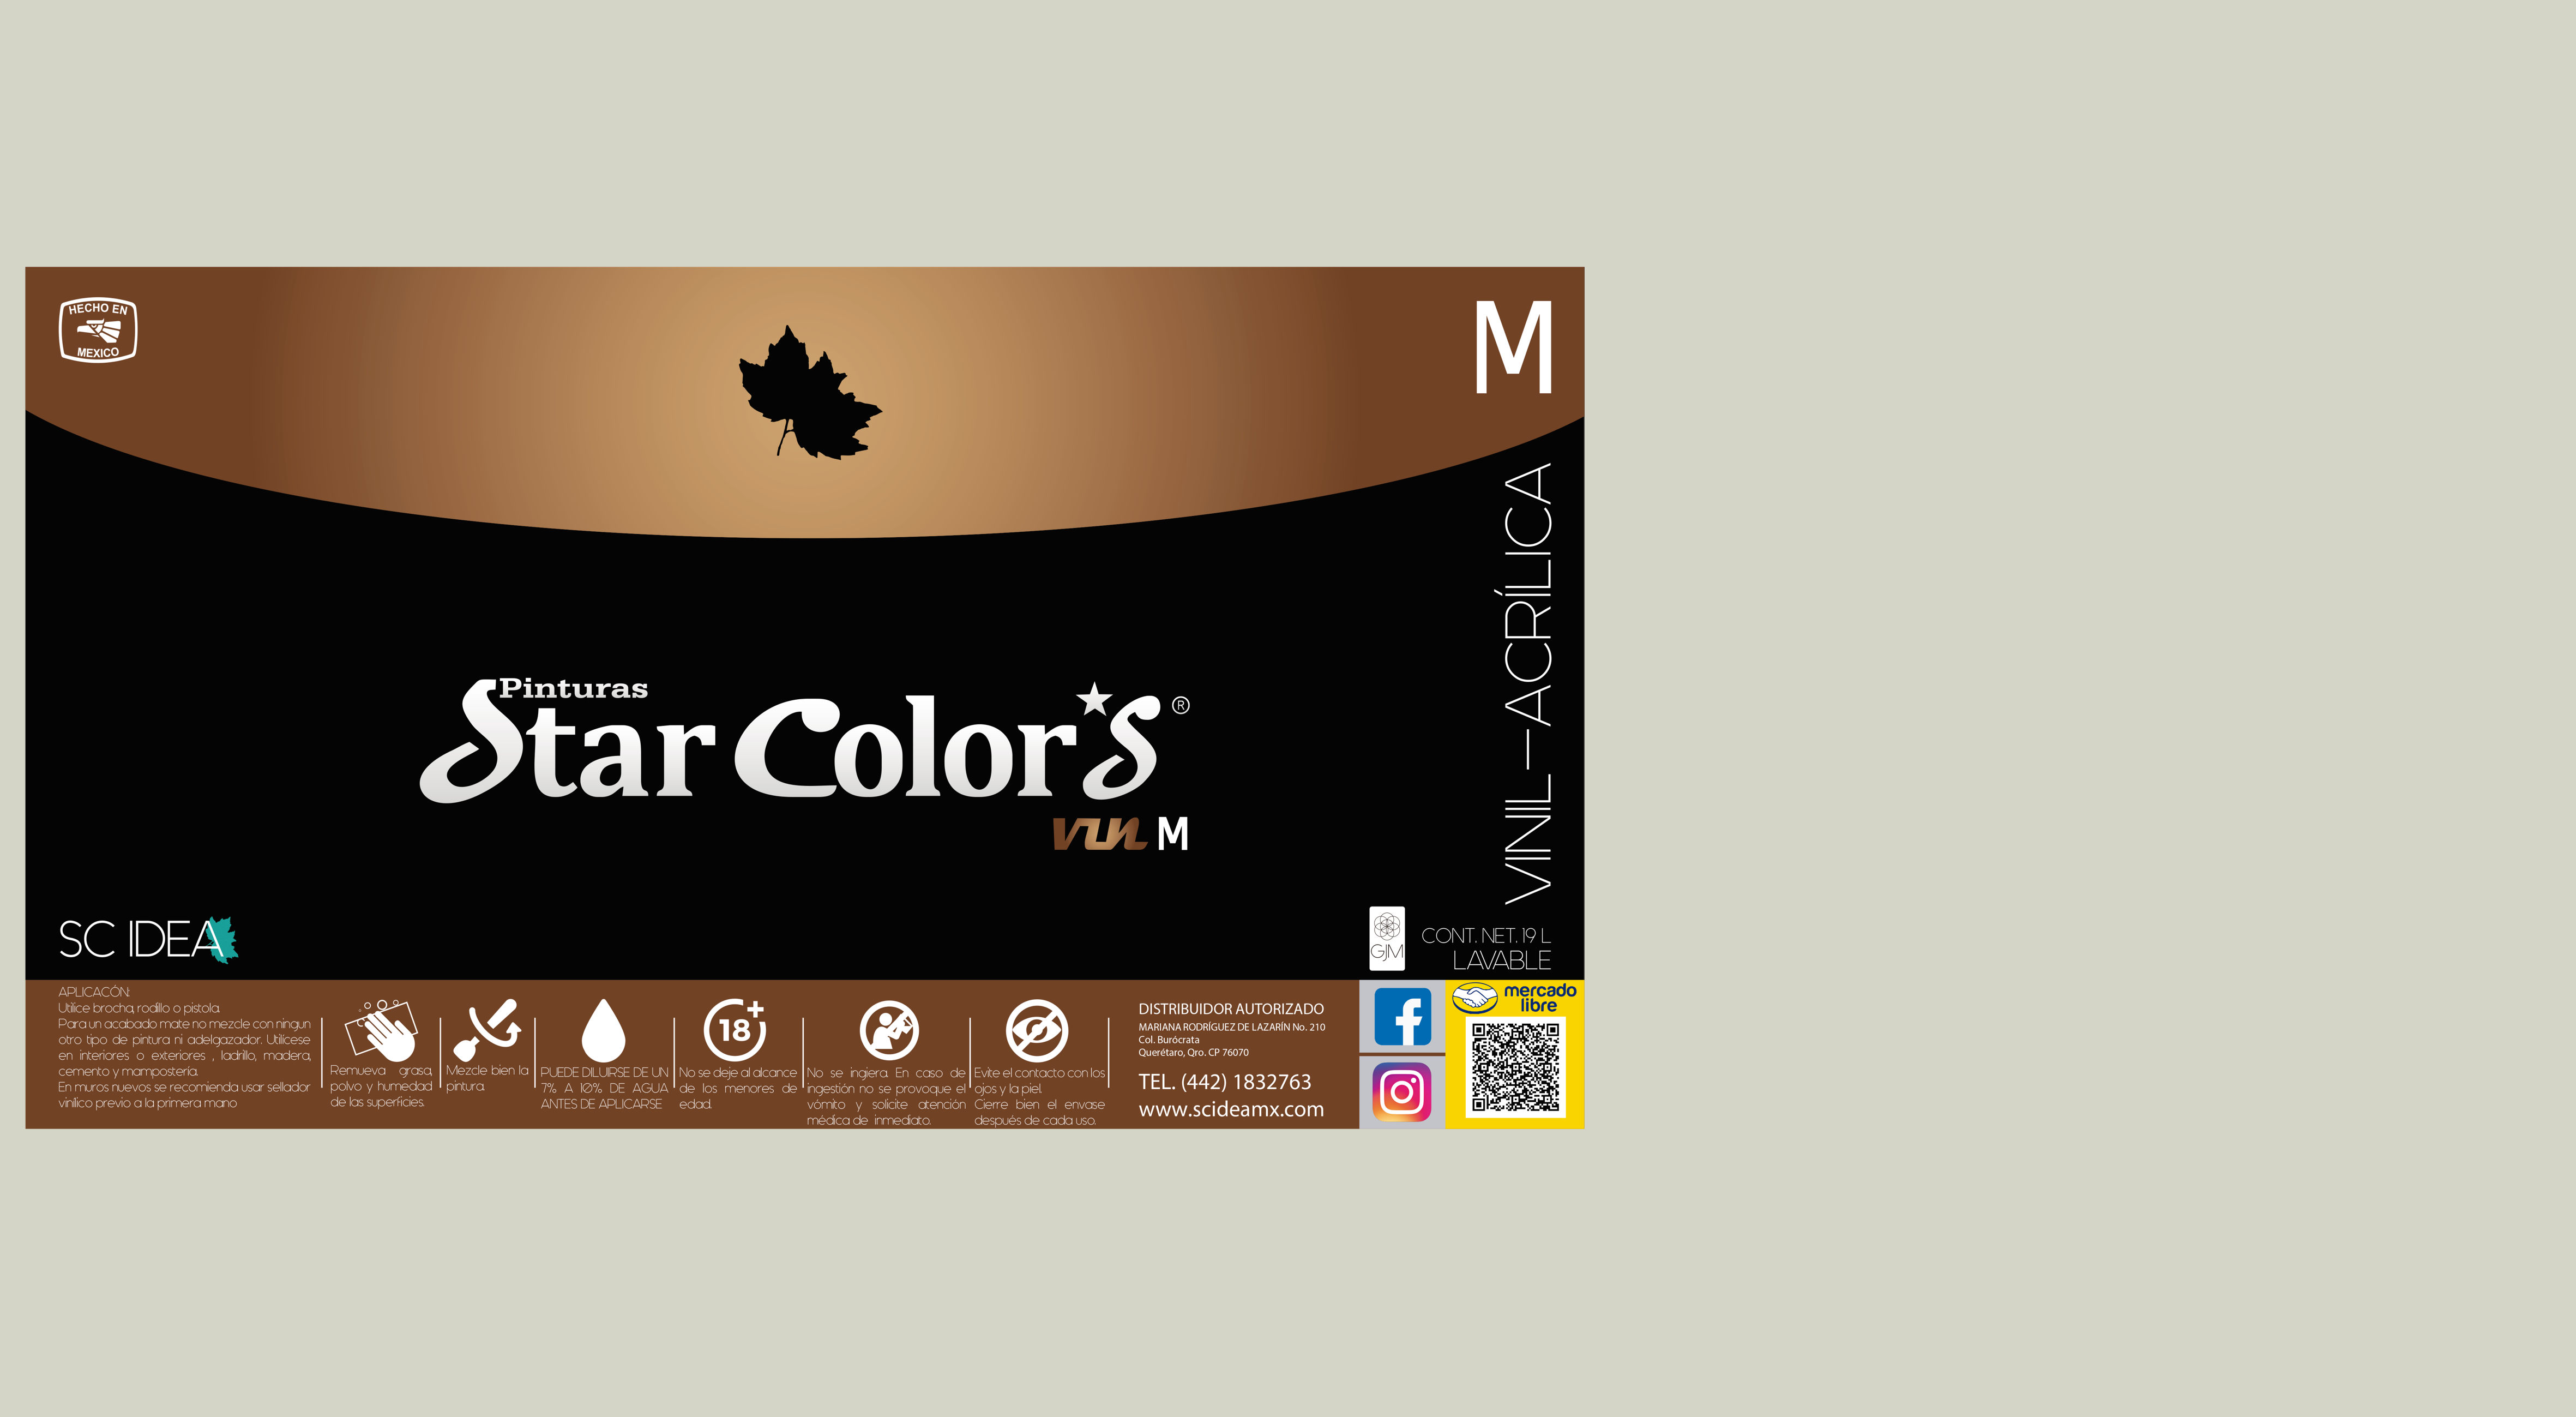 HECHO EN
MEXICO
M
VINIL-ACRÍLICA
Pinturas
Star Color's ®
VIN M
SC IDEA
GJM
CONT. NET. 19 L
LAVABLE
APLICACÓN:
Utilice brocha, rodillo o pistola.
Para un acabado mate no mezcle con ningun
otro tipo de pintura ni adelgazador. Utilicese
en interiores o exteriores , ladrillo, madera,
cemento y mampostería.
En muros nuevos se recomienda usar sellador
vinílico previo a la primera mano
Remueva grasa,
polvo y humedad
de las superficies.
Mezcle bien la
pintura.
PUEDE DILUIRSE DE UN
7% A 10% DE AGUA
ANTES DE APLICARSE
18+
No se deje al alcance
de los menores de
edad.
No se ingiera. En caso de
ingestión no se provoque el
vómito y solicite atención
médica de inmediato.
Evite el contacto con los
ojos y la piel.
Cierre bien el envase
después de cada uso.
DISTRIBUIDOR AUTORIZADO
MARIANA RODRÍGUEZ DE LAZARÍN No. 210
Col. Burócrata
Querétaro, Qro. CP 76070
TEL. (442) 1832763
www.scideamx.com
mercado
libre